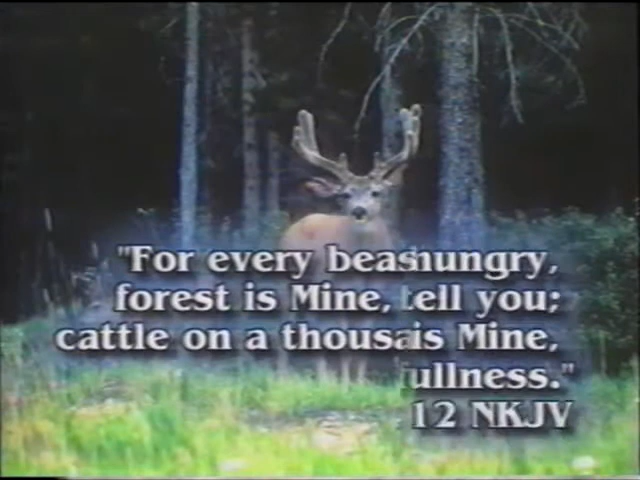 "For every beashungry,
forest is Mine, tell you;
cattle on a thousais Mine,
ullness."
12 NKJV